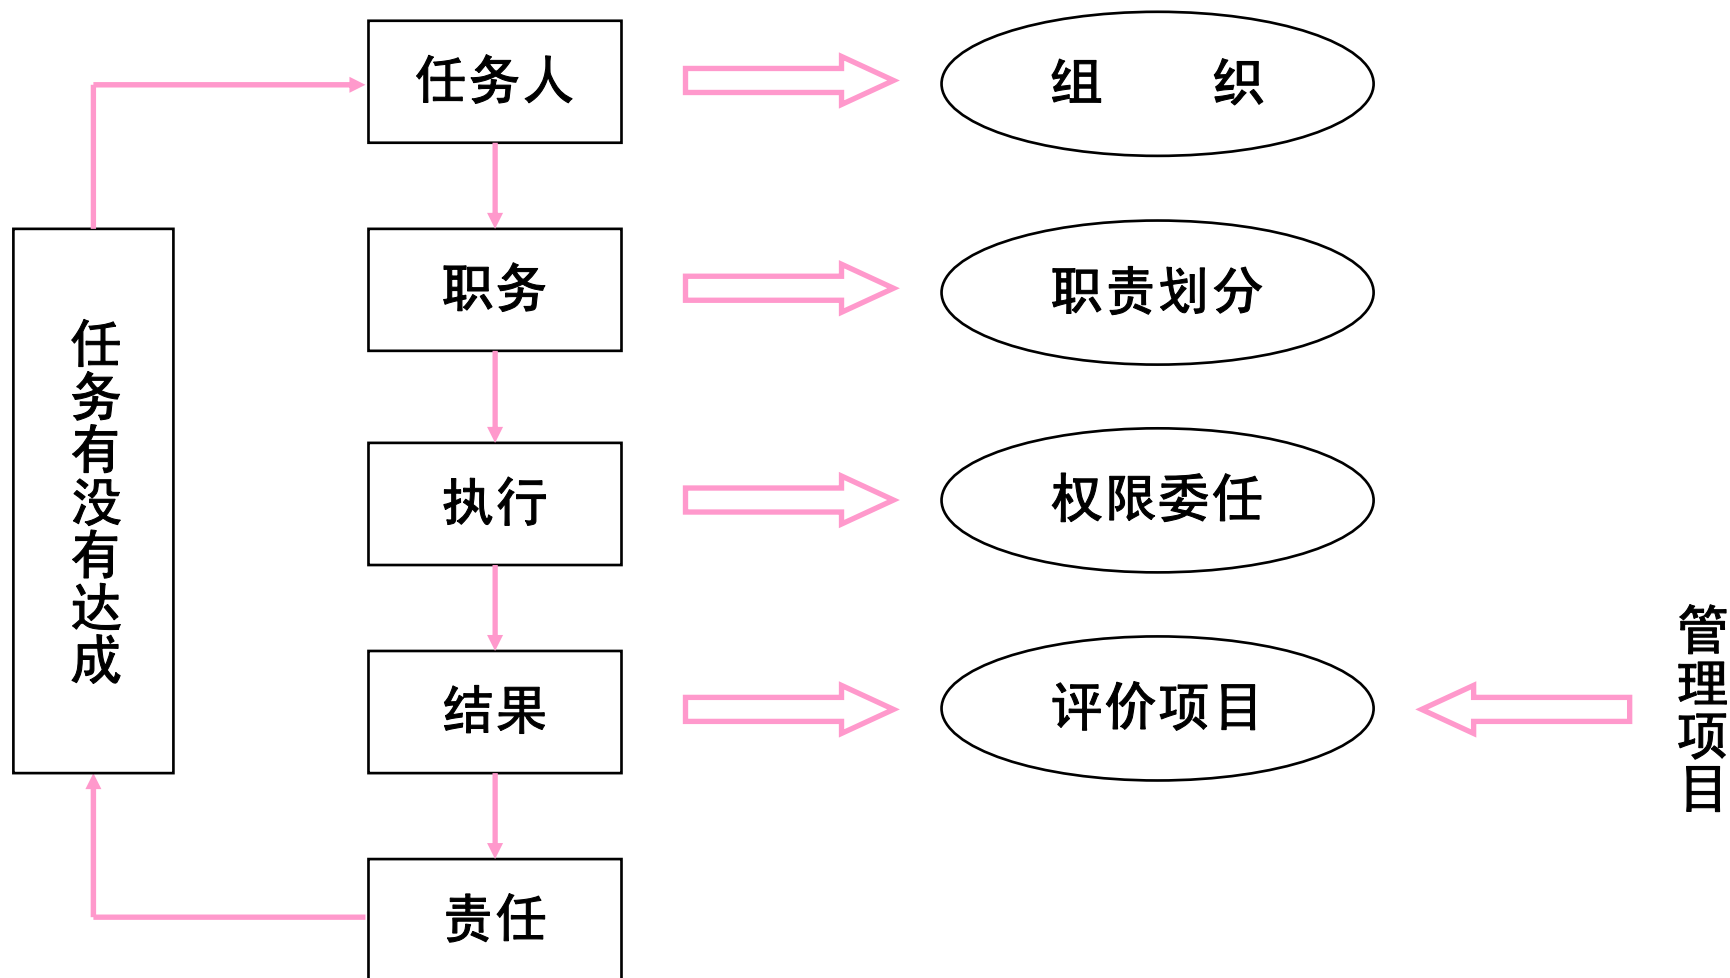 任务人
组 织
职务
职责划分
任务有没有达成
执行
权限委任
结果
评价项目
管理项目
责任